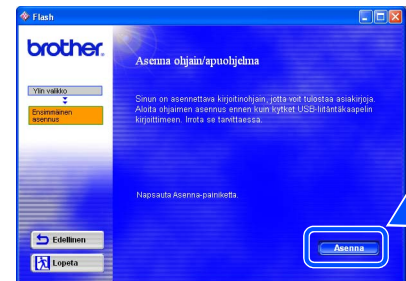 Flash
brother.
Asenna ohjain/apuohjelma
Ylin valikko
Ensimmäinen
asennus
Sinun on asennettava kirjoitinohjain, jotta voit tulostaa asiakirjoja.
Aloita ohjaimen asennus ennen kuin kytket USB-liitäntäkaapelin
kirjoittimeen. Irrota se tarvittaessa.
Napsauta Asenna-painiketta.
Edellinen
Asenna
Lopeta